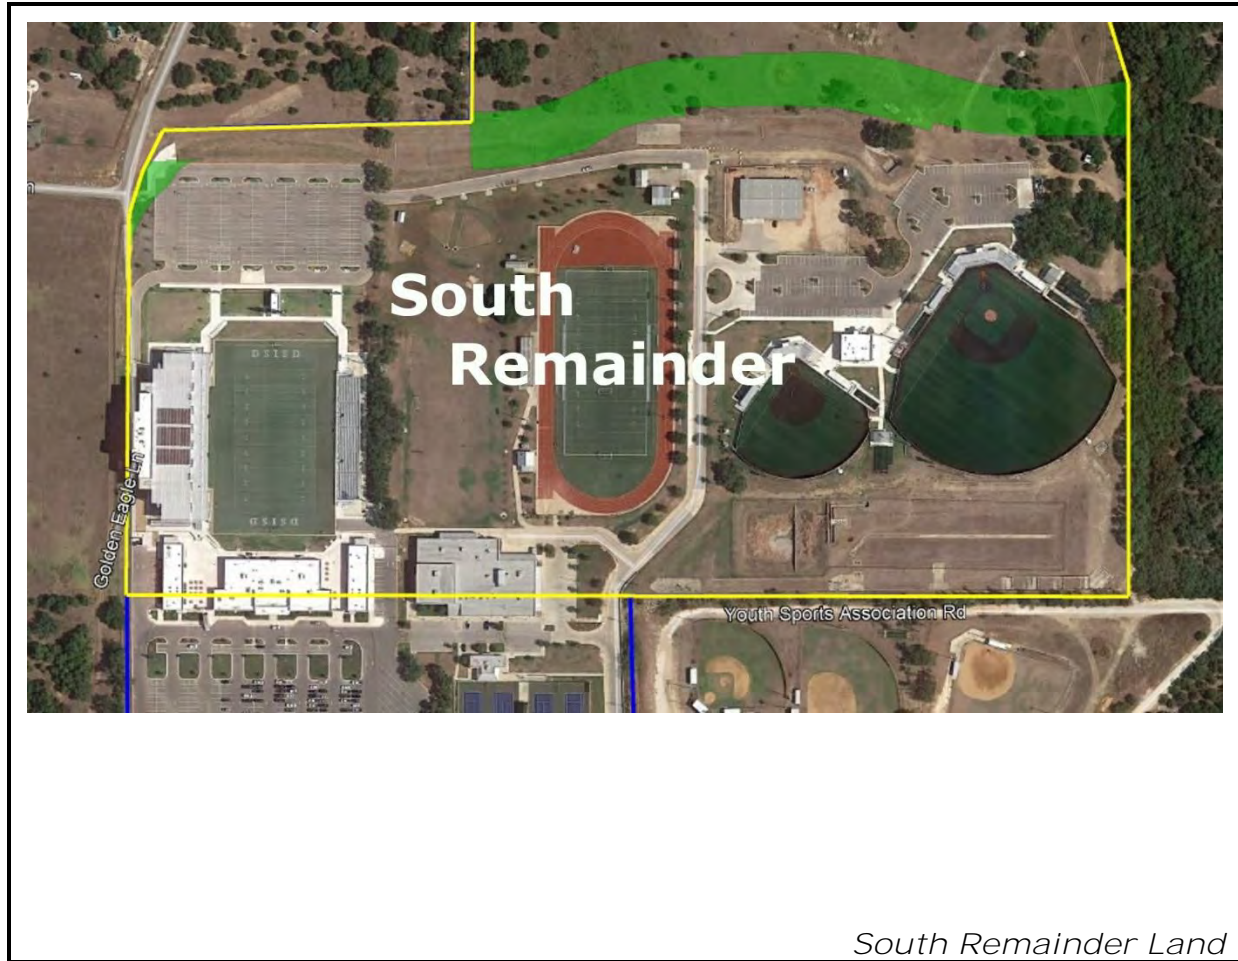 South
Remainder
DSISD
DSISD
Golden Eagle Ln
Youth Sports Association Rd
South Remainder Land